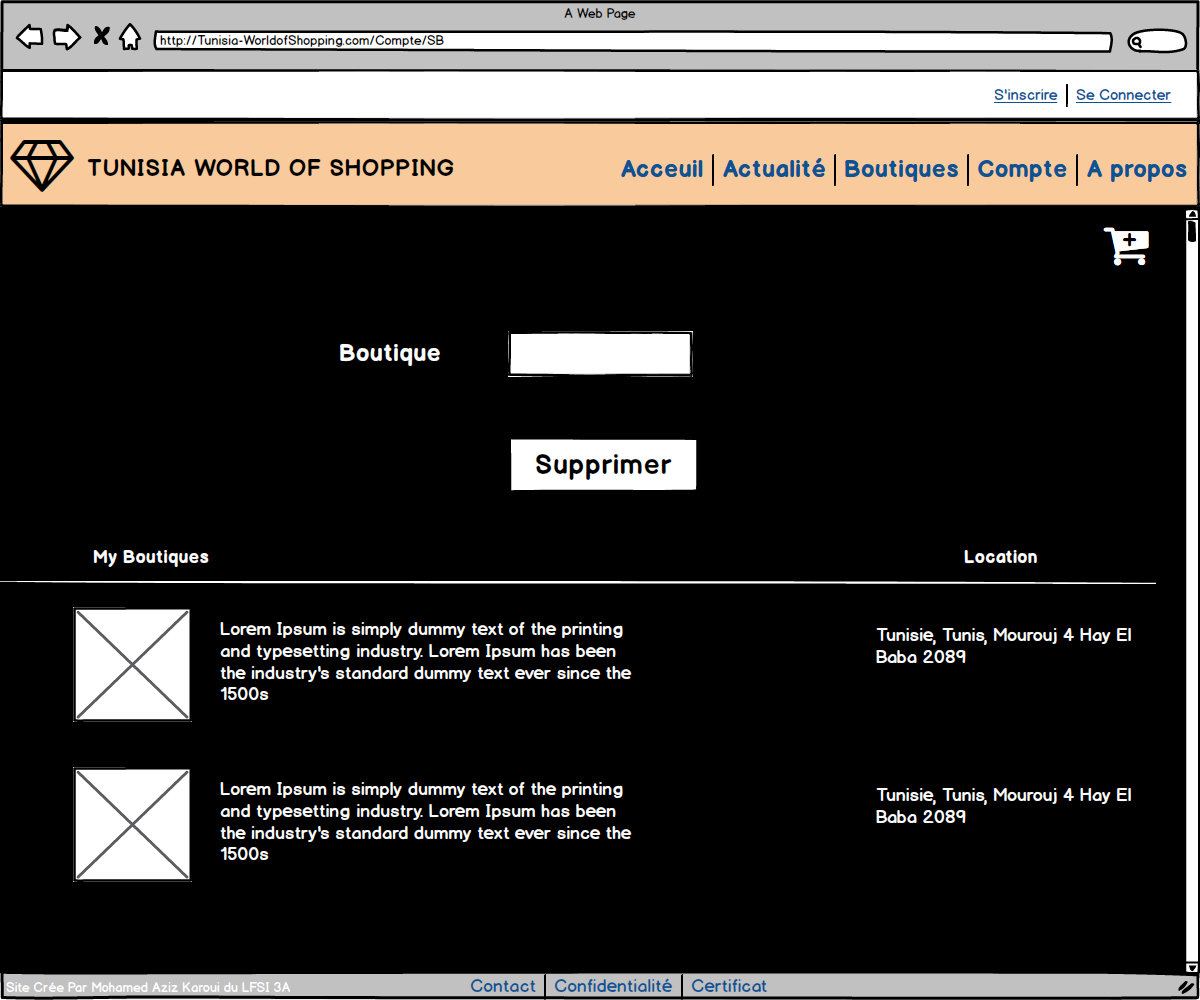 A Web Page
http://Tunisia-WorldofShopping.com/Compte/SB
S'inscrire Se Connecter
TUNISIA WORLD OF SHOPPING
Acceuil Actualité Boutiques Compte A propos
Boutique
Supprimer
My Boutiques Location
Lorem Ipsum is simply dummy text of the printing
and typesetting industry. Lorem Ipsum has been
the industry's standard dummy text ever since the
1500s
Tunisie, Tunis, Mourouj 4 Hay El
Baba 2089
Lorem Ipsum is simply dummy text of the printing
and typesetting industry. Lorem Ipsum has been
the industry's standard dummy text ever since the
1500s
Tunisie, Tunis, Mourouj 4 Hay El
Baba 2089
Site Crée Par Mohamed Aziz Karoui du LFSI 3A
Contact Confidentialité Certificat